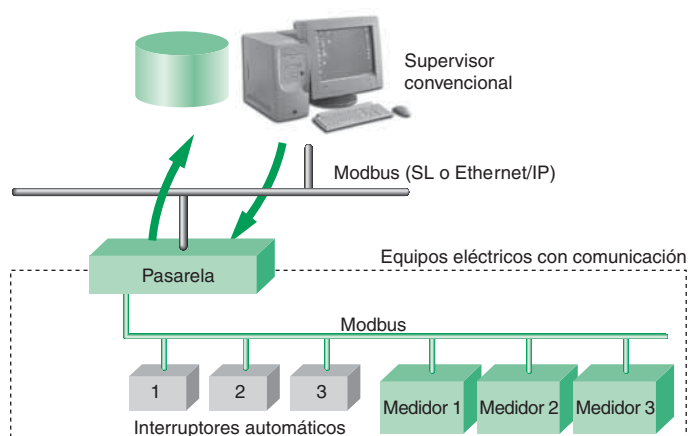 Supervisor
convencional
Modbus (SL o Ethernet/IP)
Equipos eléctricos con comunicación
Pasarela
Modbus
1
2
3
Medidor 1
Medidor 2
Medidor 3
Interruptores automáticos